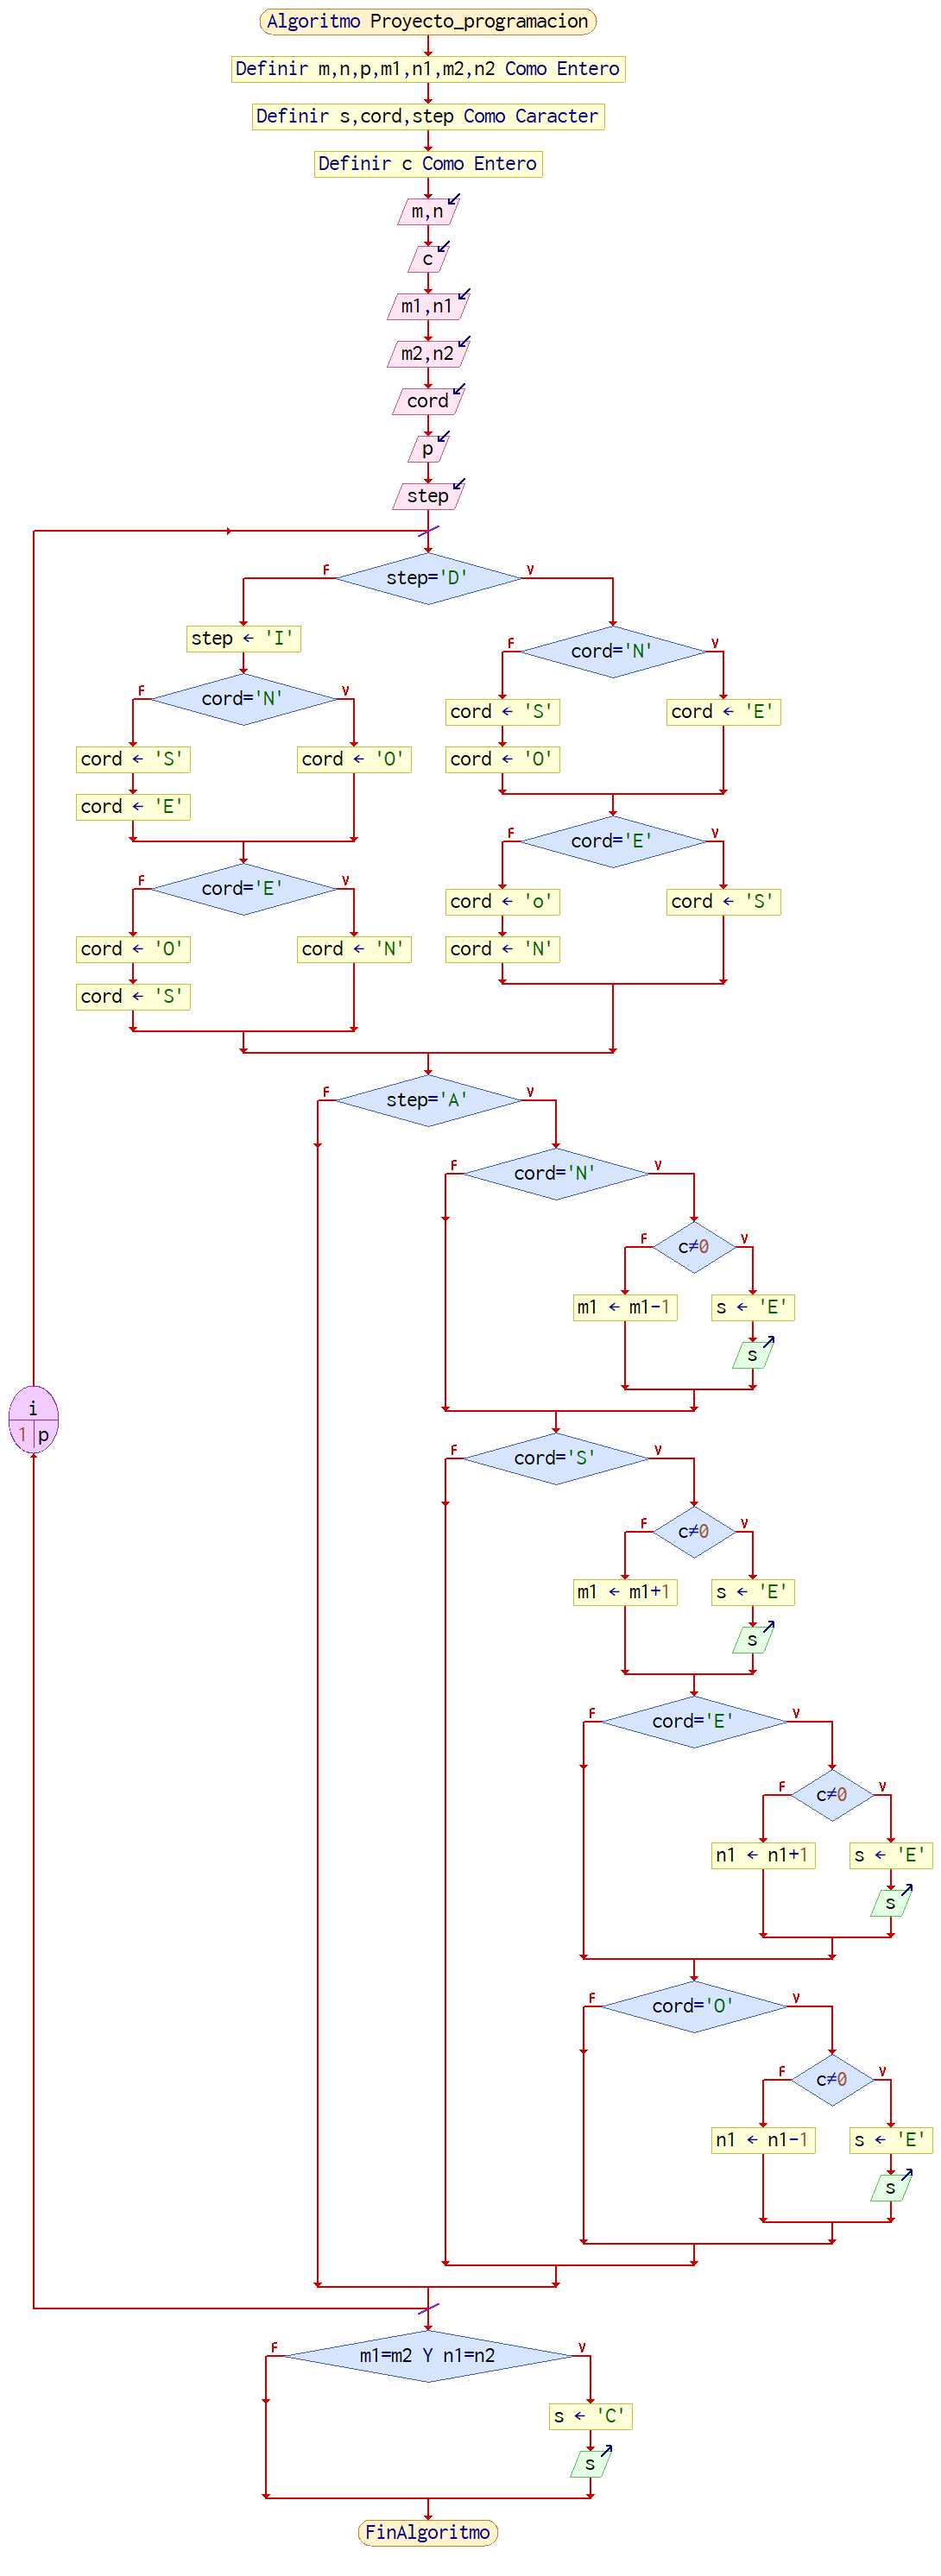 Algoritmo Proyecto_programacion
Definir m,n,p,m1,n1,m2,n2 Como Entero
Definir s,cord,step Como Caracter
Definir c Como Entero
m,n
c
m1,n1
m2,n2
cord
p
step
F step='D' V
step ← 'I'
F cord='N' V
cord ← 'S'
cord ← 'E'
cord ← 'O'
F cord='E' V
cord ← 'O'
cord ← 'S'
cord ← 'N'
F cord='N' V
cord ← 'S'
cord ← 'O'
cord ← 'E'
F cord='E' V
cord ← 'o'
cord ← 'N'
cord ← 'S'
F step='A' V
F cord='N' V
F c≠0 V
m1 ← m1-1
s ← 'E'
s
i
1 p
F cord='S' V
F c≠0 V
m1 ← m1+1
s ← 'E'
s
F cord='E' V
F c≠0 V
n1 ← n1+1
s ← 'E'
s
F cord='O' V
F c≠0 V
n1 ← n1-1
s ← 'E'
s
F m1=m2 Y n1=n2 V
s ← 'C'
s
FinAlgoritmo